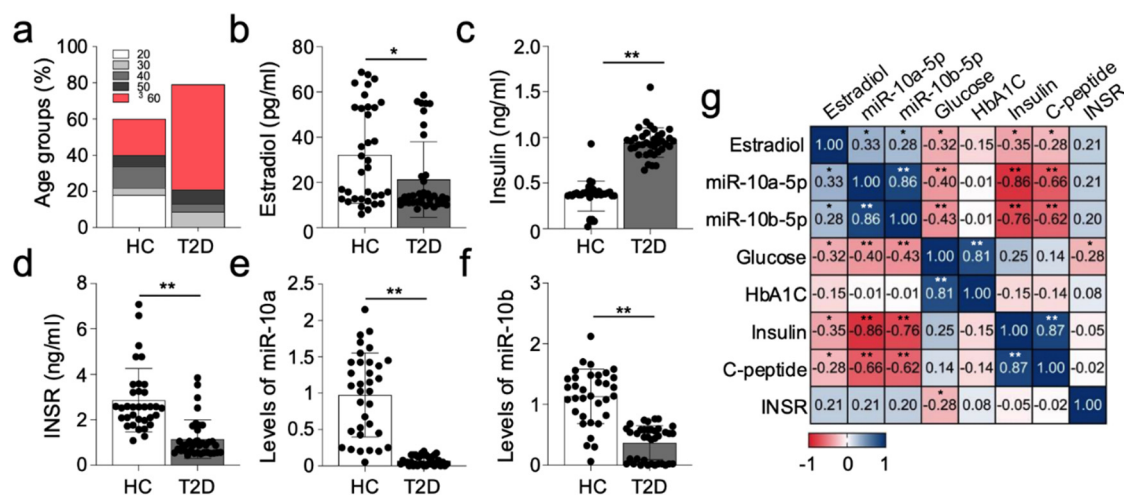 a
Age groups (%)
100
80
60
40
20
0
20
30
40
50
³ 60
HC T2D
b
Estradiol (pg/ml)
80
60
40
20
0
*
HC T2D
c
Insulin (ng/ml)
2.0
1.5
1.0
0.5
0.0
**
HC T2D
d
INSR (ng/ml)
8
6
4
2
0
**
HC T2D
e
Levels of miR-10a
2.5
2
1.5
1
0.5
0
**
HC T2D
f
Levels of miR-10b
3
2
1
0
**
HC T2D
g
Estradiol miR-10a-5p miR-10b-5p Glucose HbA1C Insulin C-peptide INSR
Estradiol 1.00 *0.33 *0.28 *-0.32 -0.15 *-0.35 *-0.28 0.21
miR-10a-5p *0.33 1.00 **0.86 **-0.40 -0.01 **-0.86 **-0.66 0.21
miR-10b-5p *0.28 **0.86 1.00 **-0.43 -0.01 **-0.76 **-0.62 0.20
Glucose *-0.32 **-0.40 **-0.43 1.00 **0.81 0.25 0.14 *-0.28
HbA1C -0.15 -0.01 -0.01 **0.81 1.00 -0.15 -0.14 0.08
Insulin *-0.35 **-0.86 **-0.76 0.25 -0.15 1.00 **0.87 -0.05
C-peptide *-0.28 **-0.66 **-0.62 0.14 -0.14 **0.87 1.00 -0.02
INSR 0.21 0.21 0.20 *-0.28 0.08 -0.05 -0.02 1.00
-1 0 1